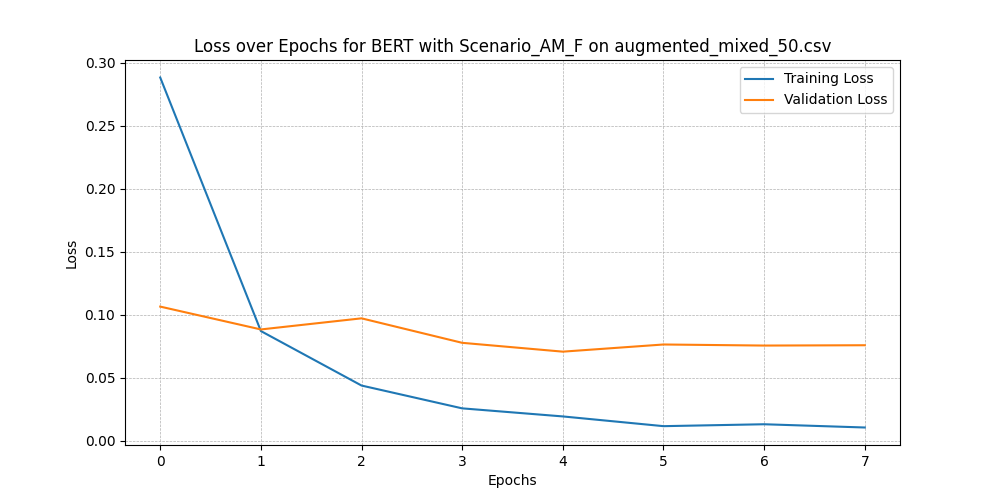 Loss over Epochs for BERT with Scenario_AM_F on augmented_mixed_50.csv
Training Loss
Validation Loss
0.30
0.25
0.20
0.15
0.10
0.05
0.00
Loss
0 1 2 3 4 5 6 7
Epochs